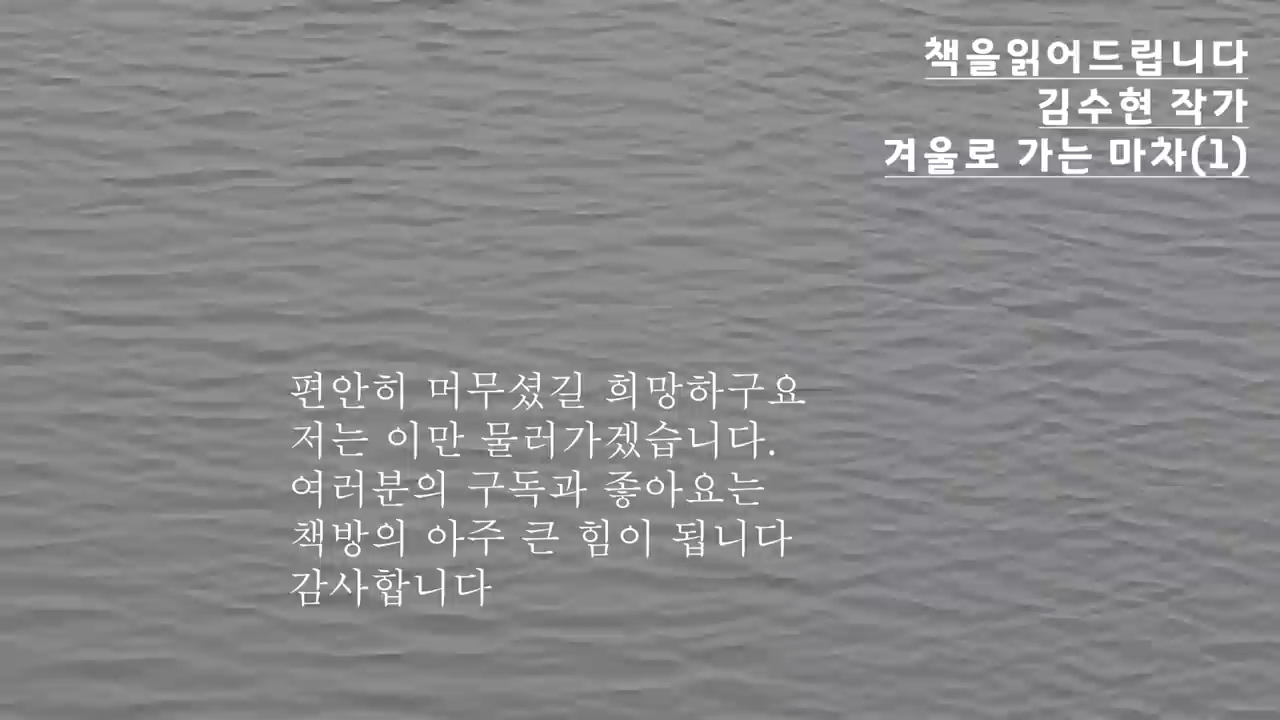 책을읽어드립니다
김수현 작가
겨울로 가는 마차(1)
편안히 머무셨길 희망하구요
저는 이만 물러가겠습니다.
여러분의 구독과 좋아요는
책방의 아주 큰 힘이 됩니다
감사합니다